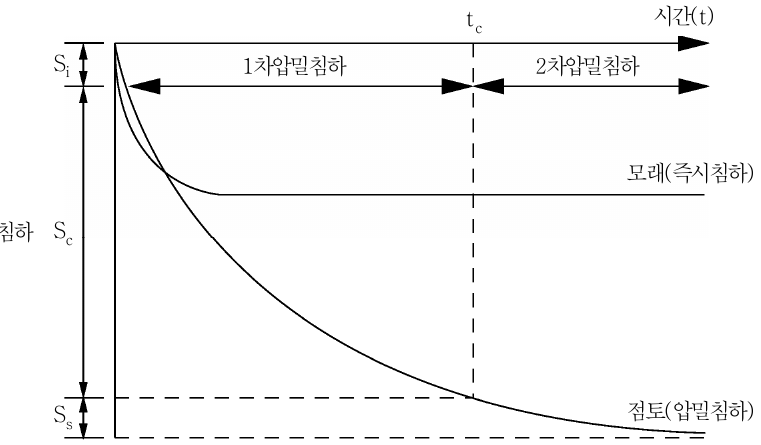 t_c
시간(t)
S_i
1차압밀침하
2차압밀침하
모래(즉시침하)
침하
S_c
점토(압밀침하)
S_s